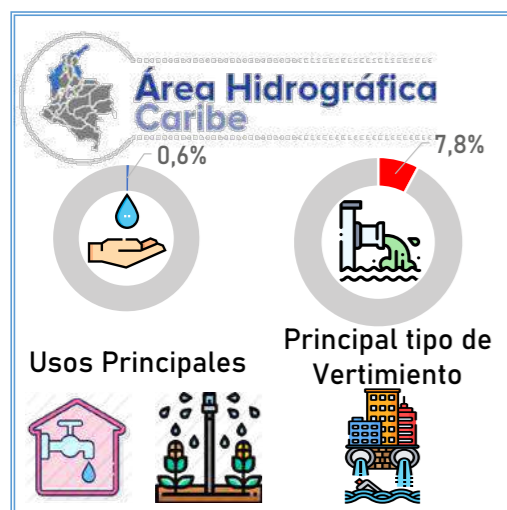 Área Hidrográfica
Caribe
0,6%
7,8%
Usos Principales
Principal tipo de
Vertimiento